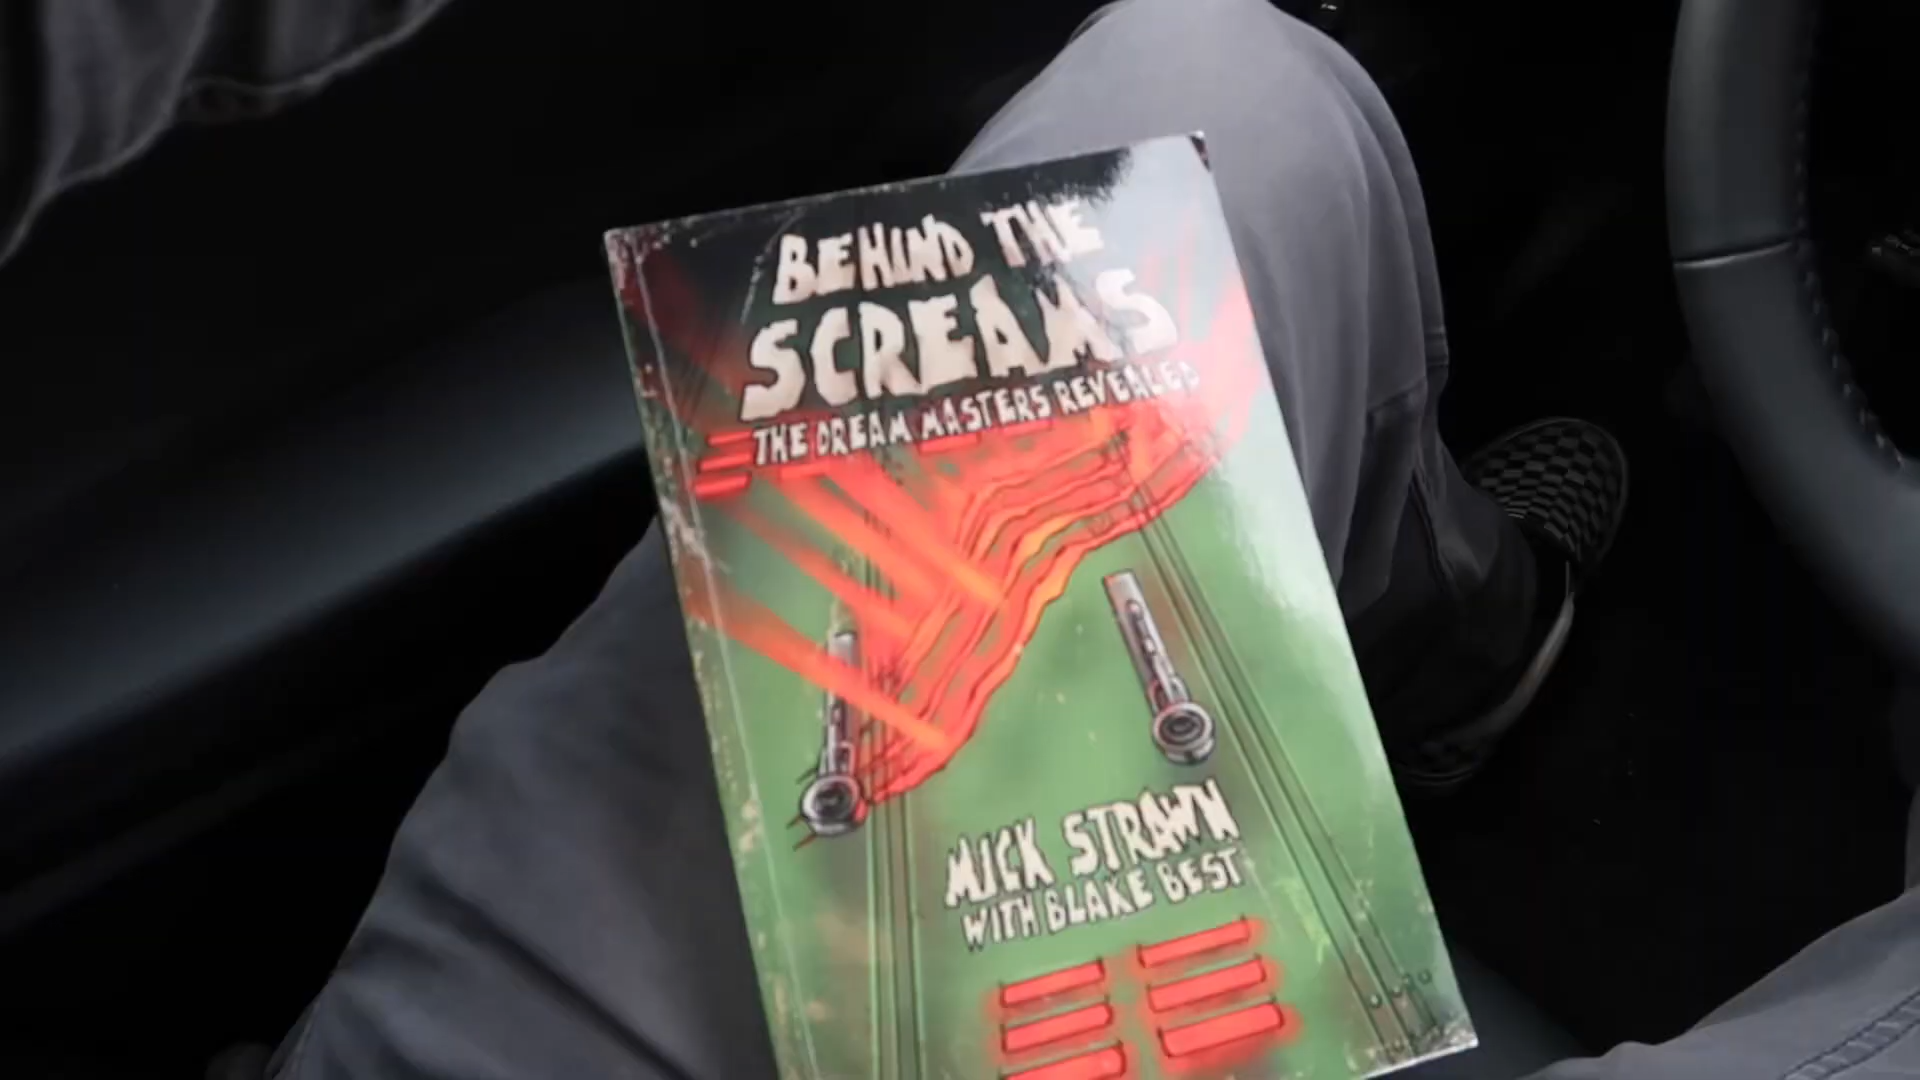 BEHIND THE
SCREAMS
THE DREAM MASTERS REVEALED
MICK STRAWN
WITH BLAKE BEST